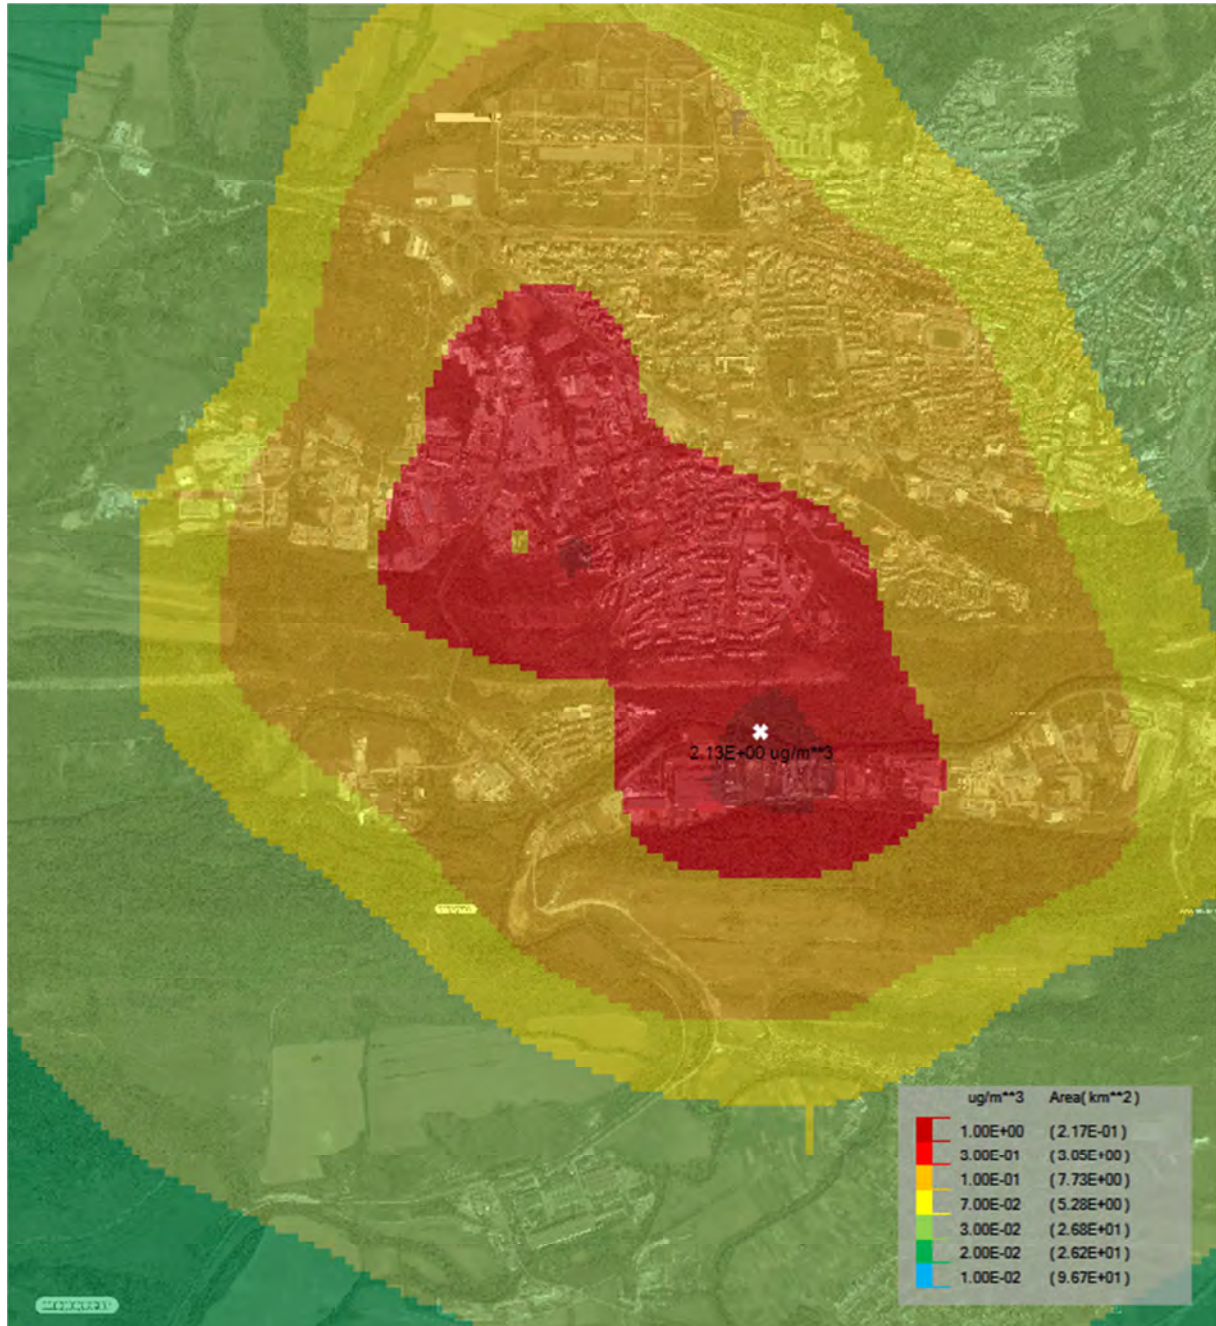 2.13E+00 ug/m**3
ug/m**3 Area( km**2 )
1.00E+00 ( 2.17E-01 )
3.00E-01 ( 3.05E+00 )
1.00E-01 ( 7.73E+00 )
7.00E-02 ( 5.28E+00 )
3.00E-02 ( 2.68E+01 )
2.00E-02 ( 2.62E+01 )
1.00E-02 ( 9.67E+01 )